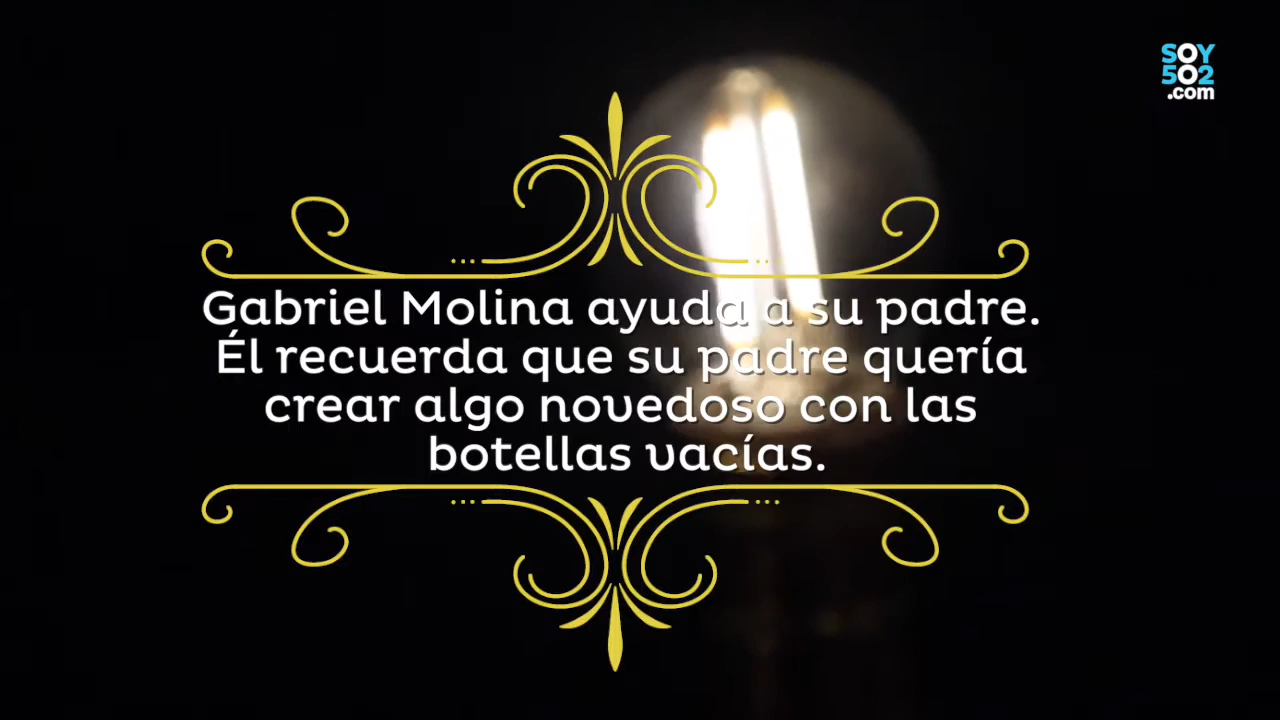 SOY
502
.com
Gabriel Molina ayuda a su padre.
Él recuerda que su padre quería
crear algo novedoso con las
botellas vacías.